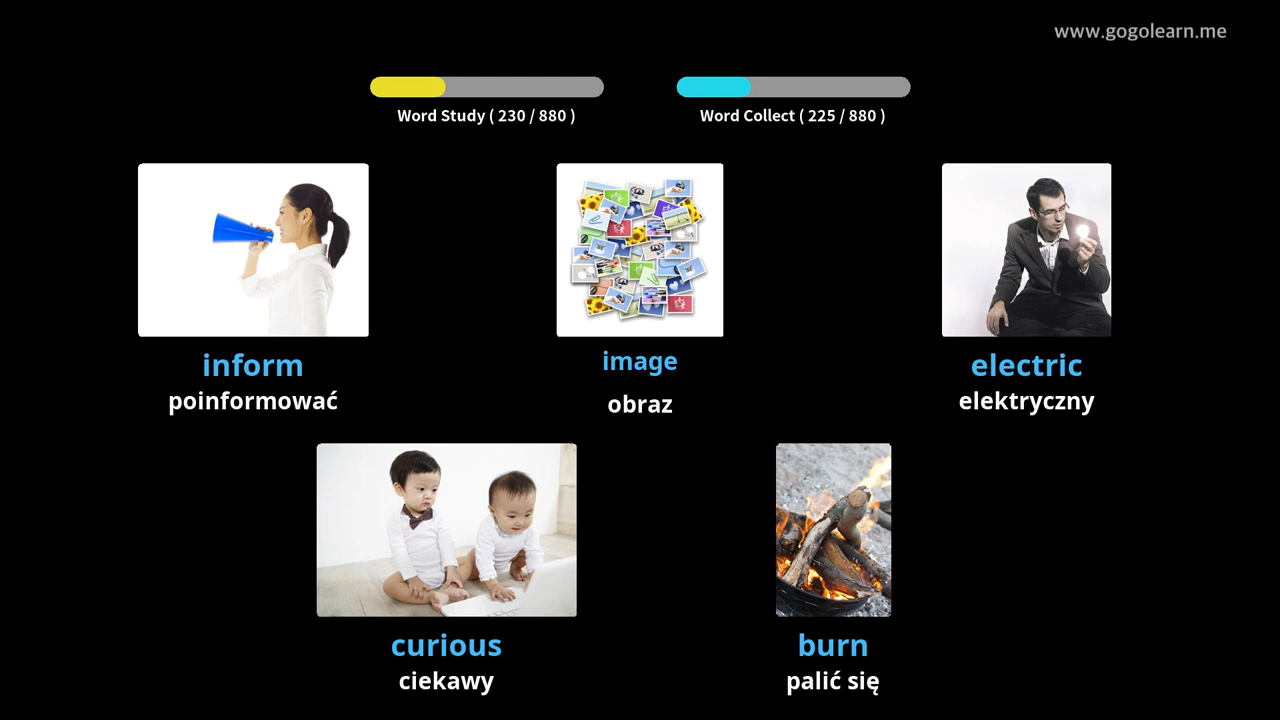 www.gogolearn.me
Word Study ( 230 / 880 )
Word Collect ( 225 / 880 )
inform
poinformować
image
obraz
electric
elektryczny
curious
ciekawy
burn
palić się